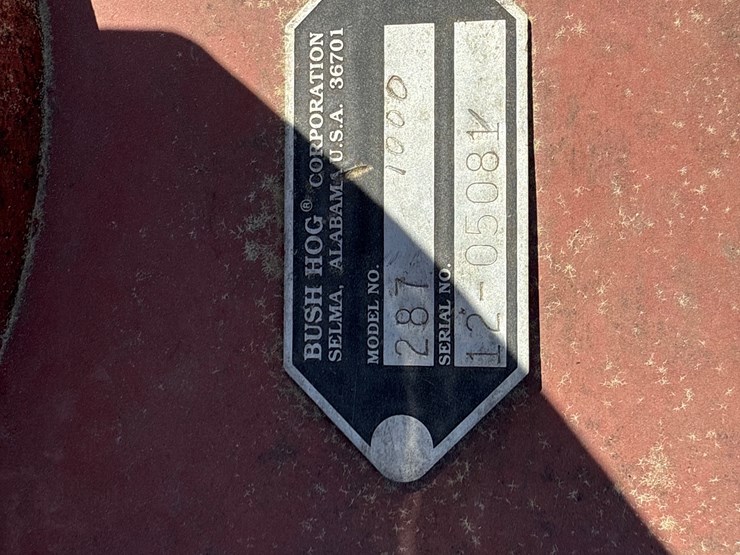 BUSH HOG® CORPORATION
SELMA, ALABAMA U.S.A. 36701
MODEL NO.
287 1000
SERIAL NO.
12-05081